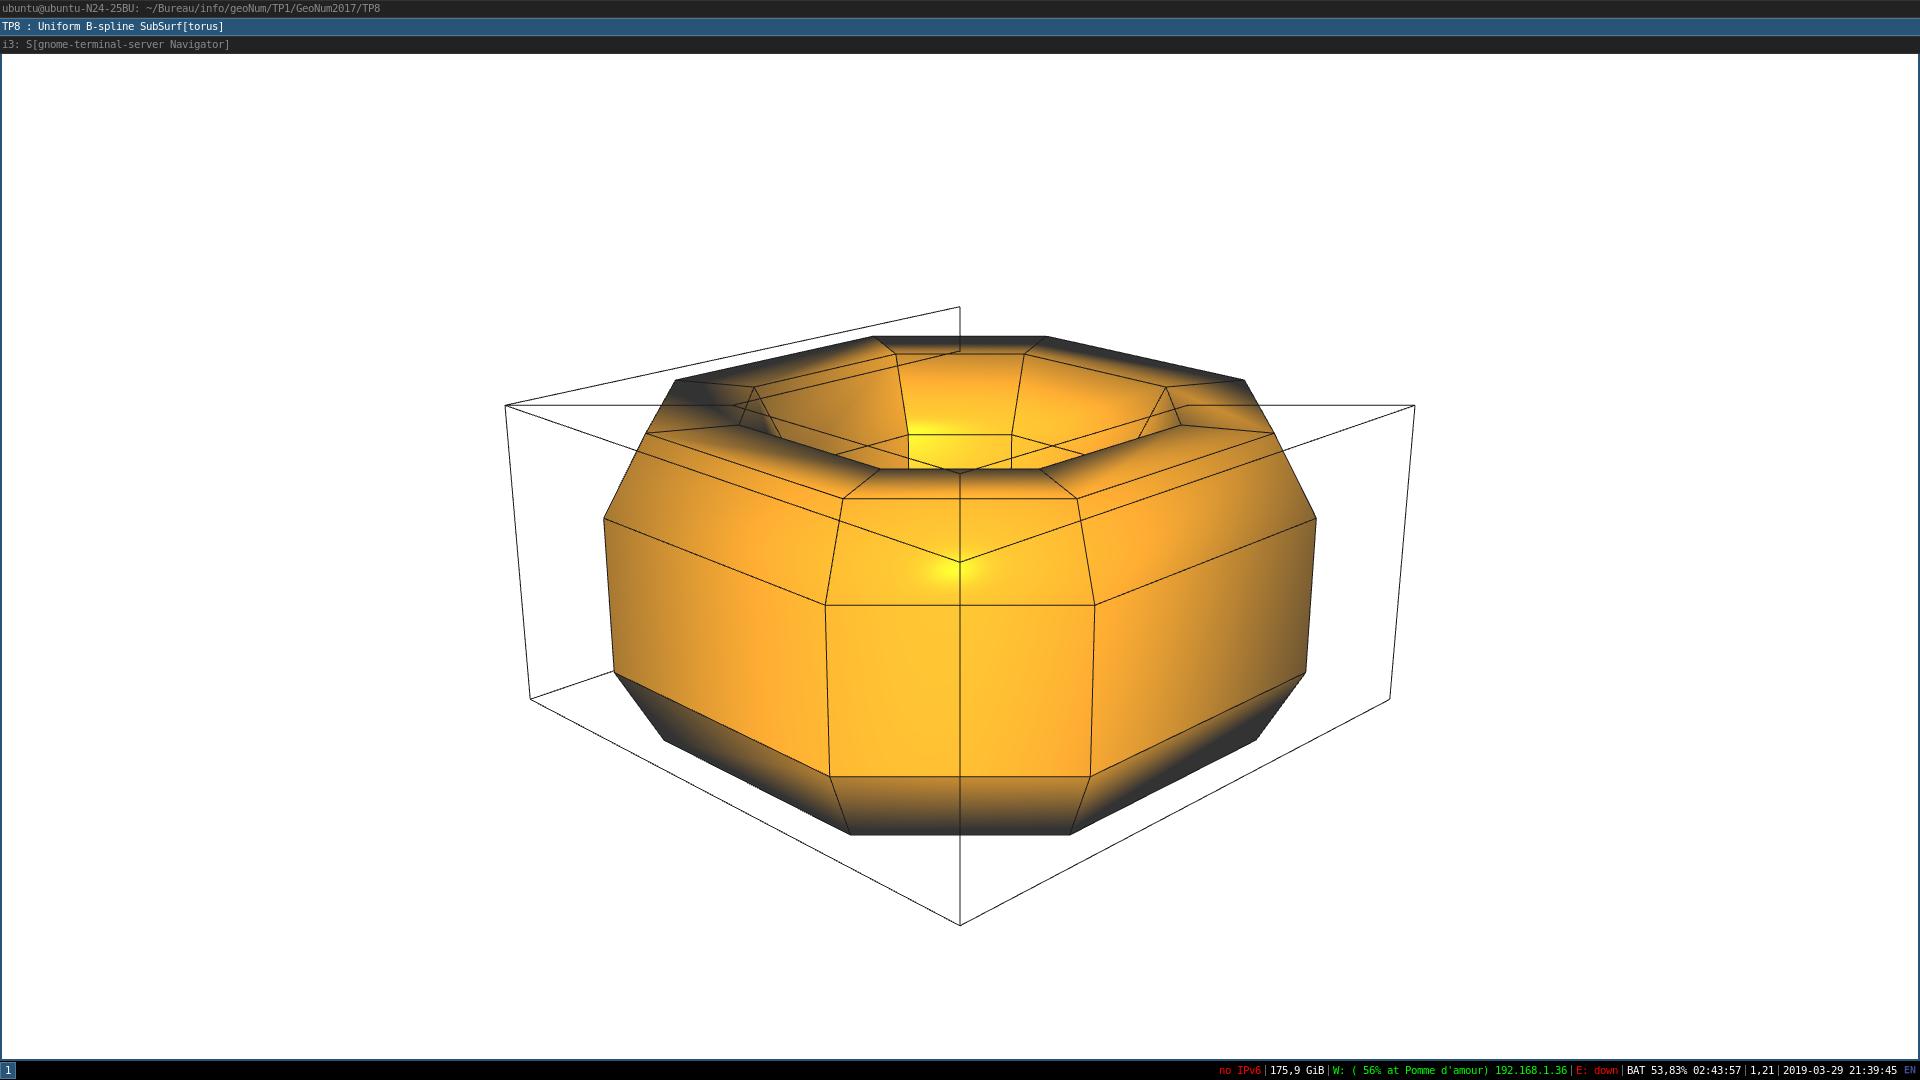 ubuntu@ubuntu-N24-25BU: ~/Bureau/info/geoNum/TP1/GeoNum2017/TP8
TP8 : Uniform B-spline SubSurf[torus]
i3: S[gnome-terminal-server Navigator]
1 no IPv6|175,9 GiB|W: ( 56% at Pomme d'amour) 192.168.1.36|E: down|BAT 53,83% 02:43:57|1,21|2019-03-29 21:39:45 EN